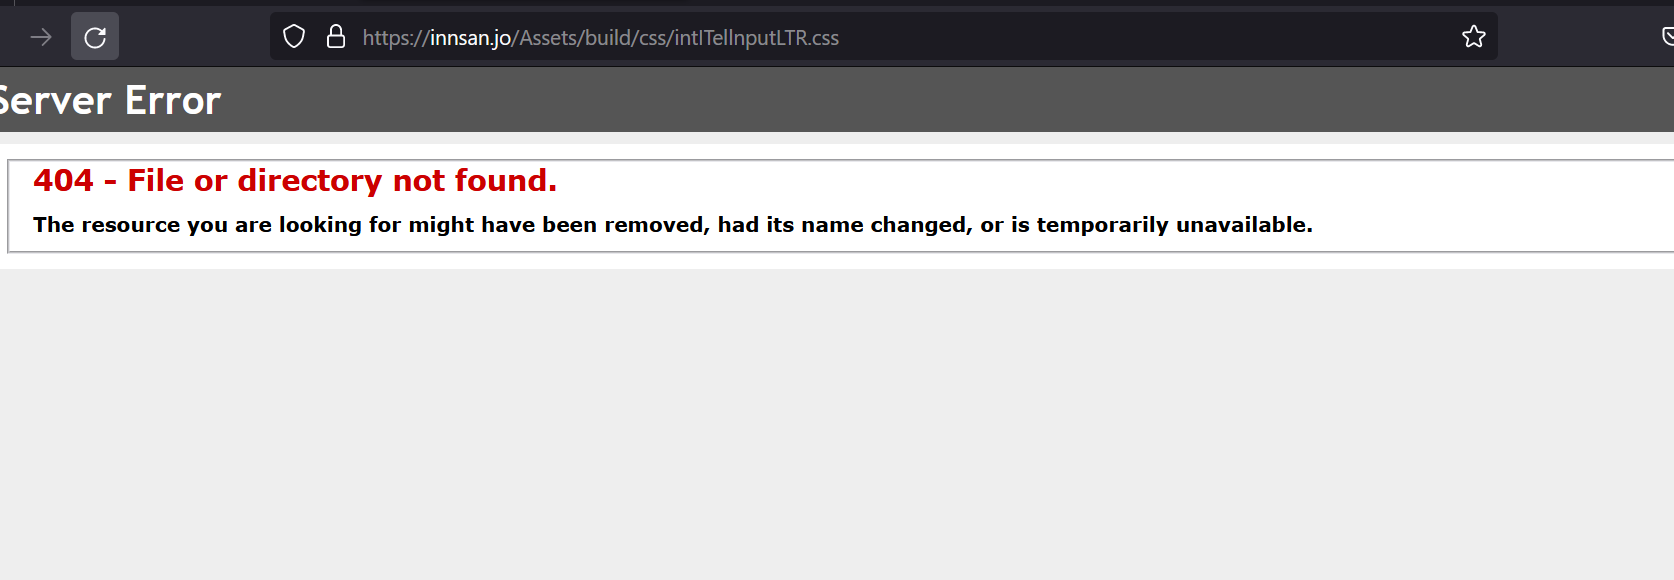 https://innsan.jo/Assets/build/css/intlTelInputLTR.css
Server Error
404 - File or directory not found.
The resource you are looking for might have been removed, had its name changed, or is temporarily unavailable.